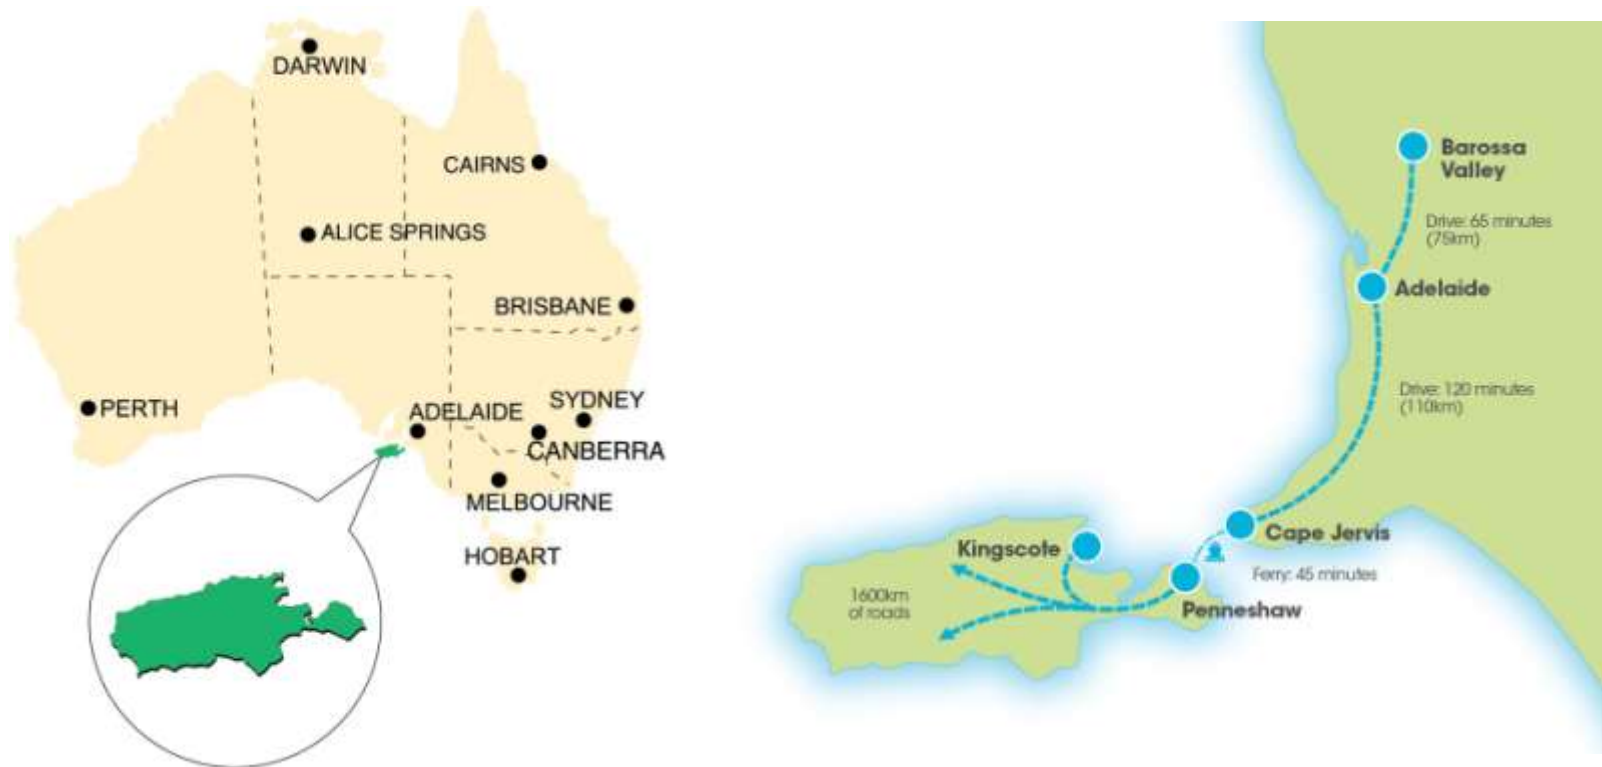 DARWIN
CAIRNS
ALICE SPRINGS
BRISBANE
PERTH
ADELAIDE
SYDNEY
CANBERRA
MELBOURNE
HOBART
Barossa
Valley
Drive: 65 minutes
(75km)
Adelaide
Drive: 120 minutes
(110km)
Cape Jervis
Kingscote
Ferry: 45 minutes
1600km
of roads
Penneshaw